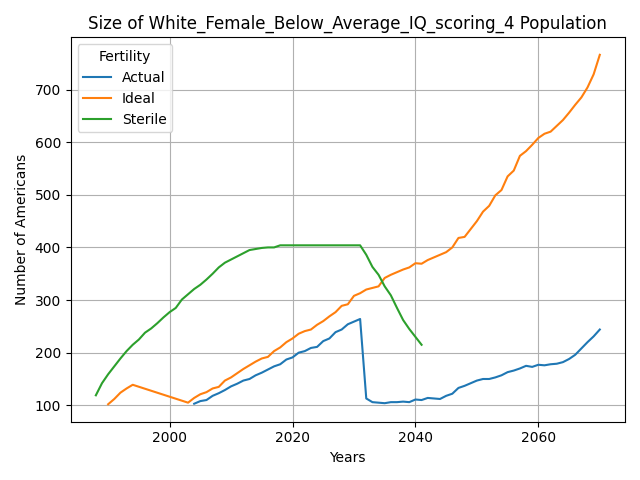 Size of White_Female_Below_Average_IQ_scoring_4 Population
Fertility
Actual
Ideal
Sterile
Number of Americans
700
600
500
400
300
200
100
2000
2020
2040
2060
Years